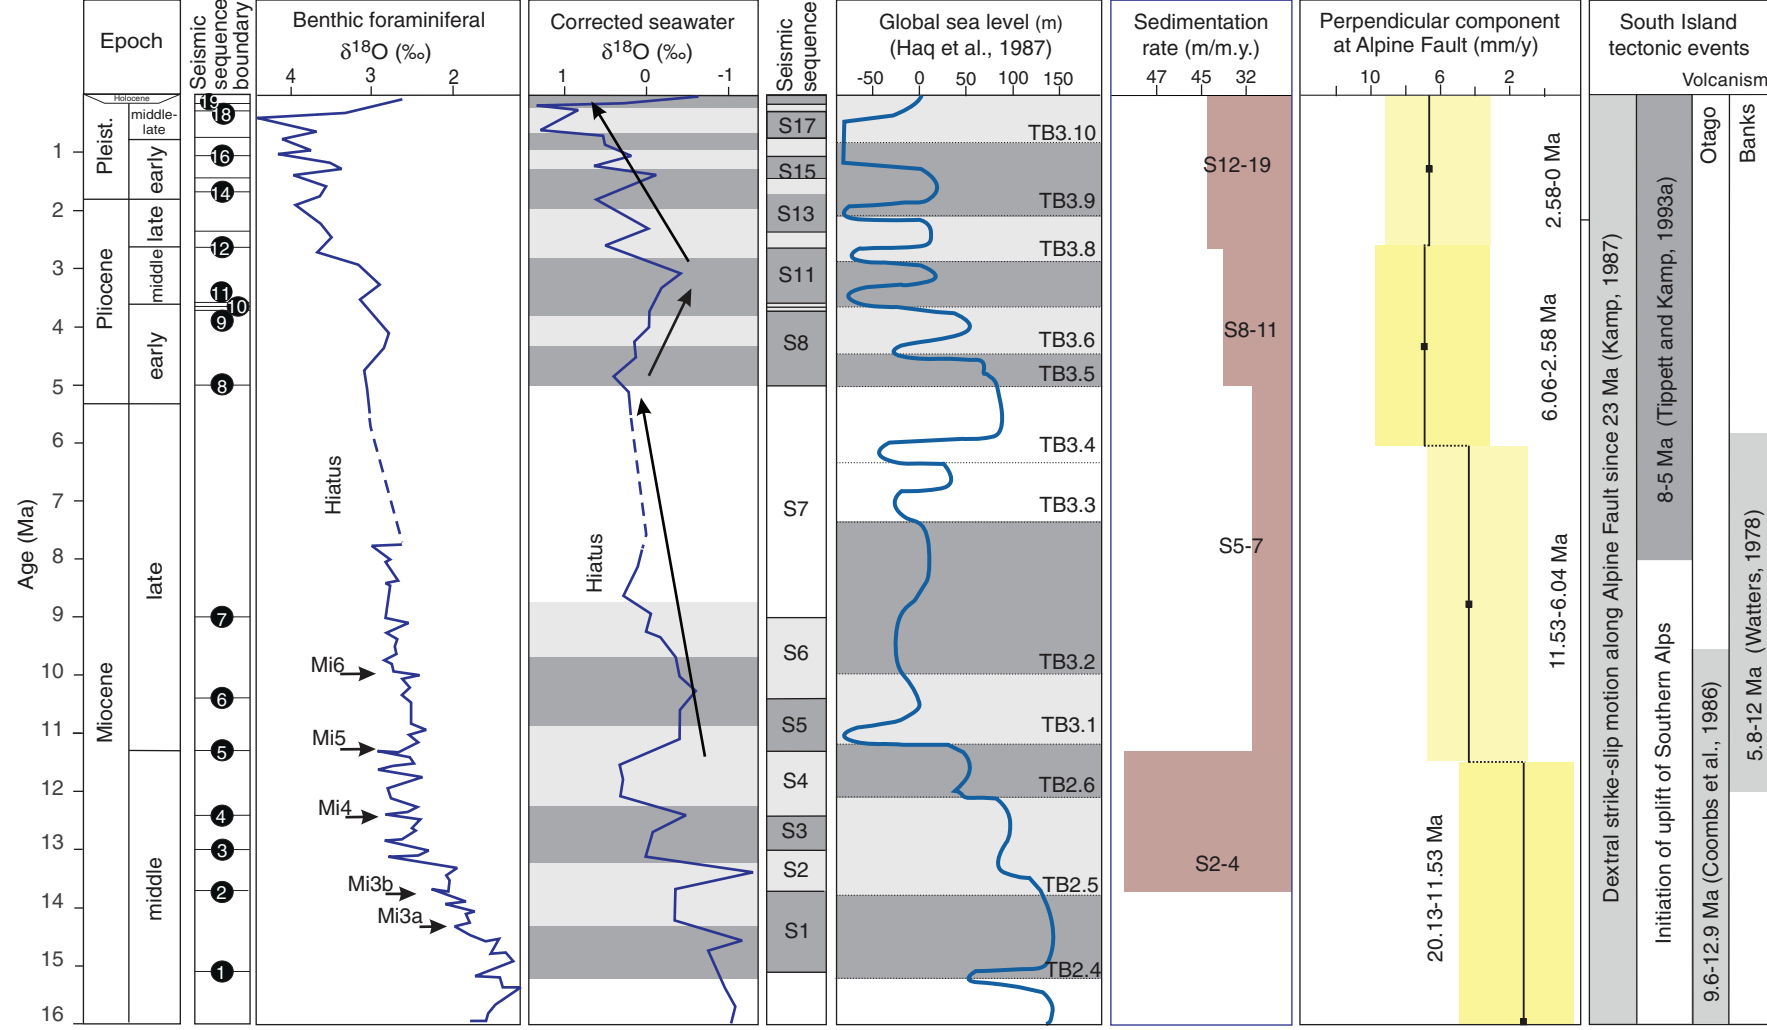 Epoch
Seismic
sequence
boundary
Benthic foraminiferal
δ18O (‰)
4 3 2
Corrected seawater
δ18O (‰)
1 0 -1
Seismic
sequence
Global sea level (m)
(Haq et al., 1987)
-50 0 50 100 150
Sedimentation
rate (m/m.y.)
47 45 32
Perpendicular component
at Alpine Fault (mm/y)
10 6 2
South Island
tectonic events
Volcanism
Age (Ma)
1
2
3
4
5
6
7
8
9
10
11
12
13
14
15
16
Holocene
Pleist.
Pliocene
Miocene
middle-
late
early
late
middle
early
late
middle
19
18
16
14
12
11
10
9
8
7
6
5
4
3
2
1
Hiatus
Mi6
Mi5
Mi4
Mi3b
Mi3a
Hiatus
S17
S15
S13
S11
S8
S7
S6
S5
S4
S3
S2
S1
TB3.10
TB3.9
TB3.8
TB3.6
TB3.5
TB3.4
TB3.3
TB3.2
TB3.1
TB2.6
TB2.5
TB2.4
S12-19
S8-11
S5-7
S2-4
2.58-0 Ma
6.06-2.58 Ma
11.53-6.04 Ma
20.13-11.53 Ma
Dextral strike-slip motion along Alpine Fault since 23 Ma (Kamp, 1987)
8-5 Ma (Tippett and Kamp, 1993a)
Initiation of uplift of Southern Alps
Otago
9.6-12.9 Ma (Coombs et al., 1986)
Banks
5.8-12 Ma (Watters, 1978)